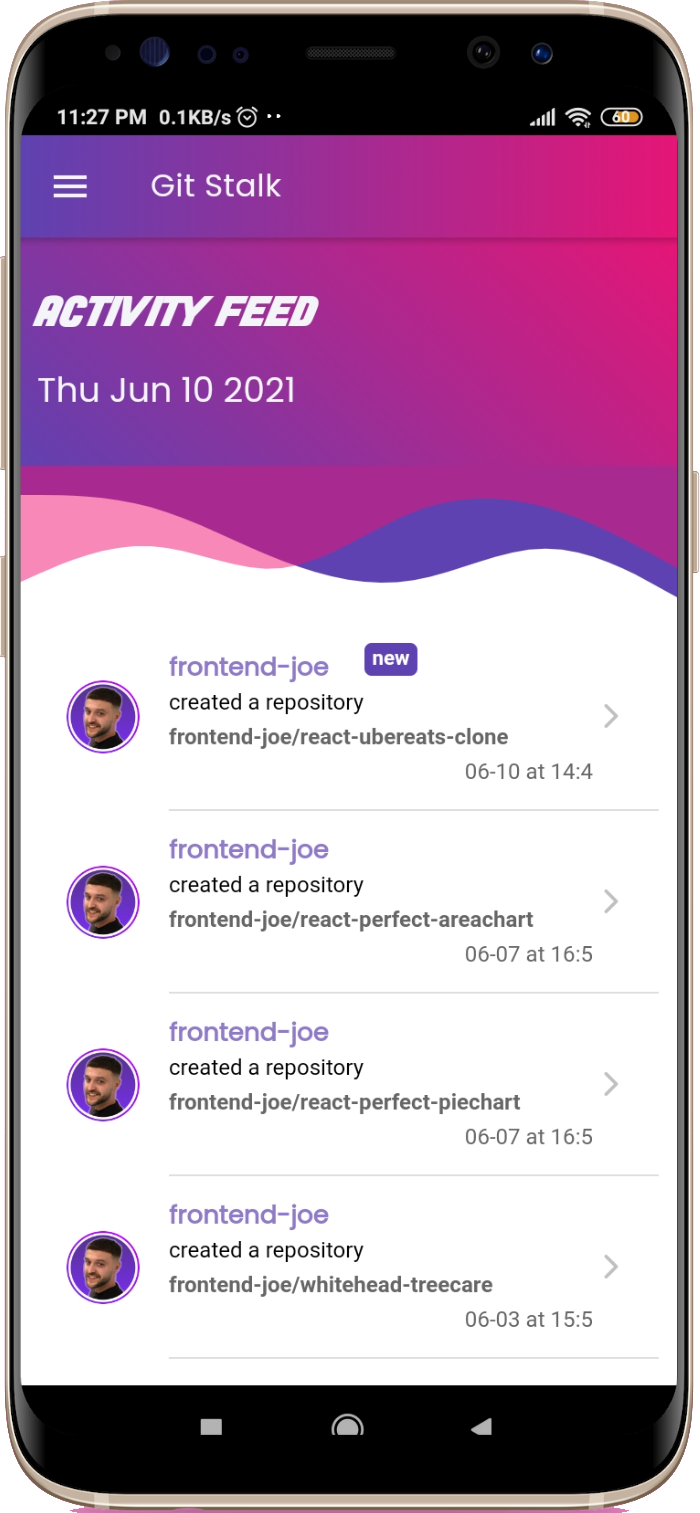 11:27 PM 0.1KB/s
60
Git Stalk
ACTIVITY FEED
Thu Jun 10 2021
frontend-joe new
created a repository
frontend-joe/react-ubereats-clone
06-10 at 14:4
frontend-joe
created a repository
frontend-joe/react-perfect-areachart
06-07 at 16:5
frontend-joe
created a repository
frontend-joe/react-perfect-piechart
06-07 at 16:5
frontend-joe
created a repository
frontend-joe/whitehead-treecare
06-03 at 15:5